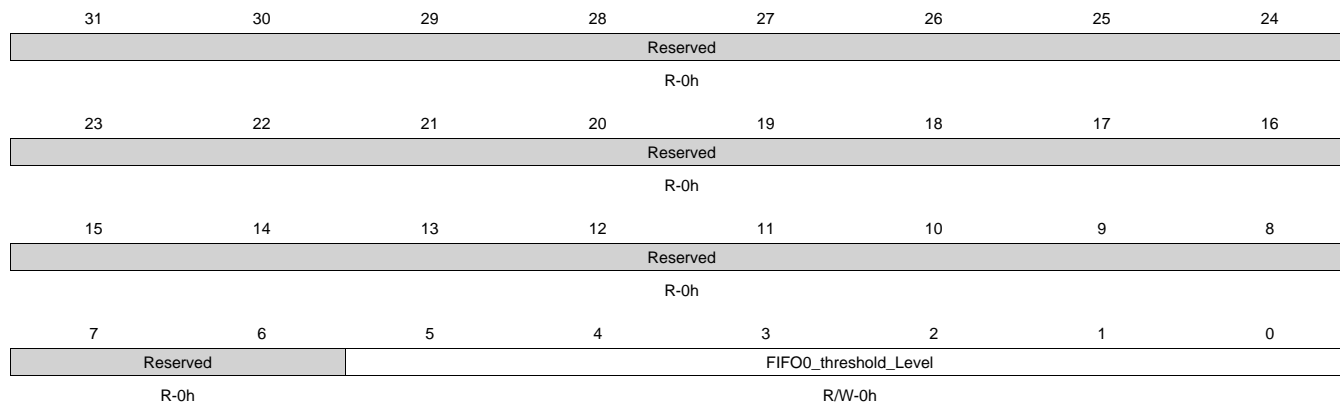 31 30 29 28 27 26 25 24
Reserved
R-0h
23 22 21 20 19 18 17 16
Reserved
R-0h
15 14 13 12 11 10 9 8
Reserved
R-0h
7 6 5 4 3 2 1 0
Reserved FIFO0_threshold_Level
R-0h R/W-0h